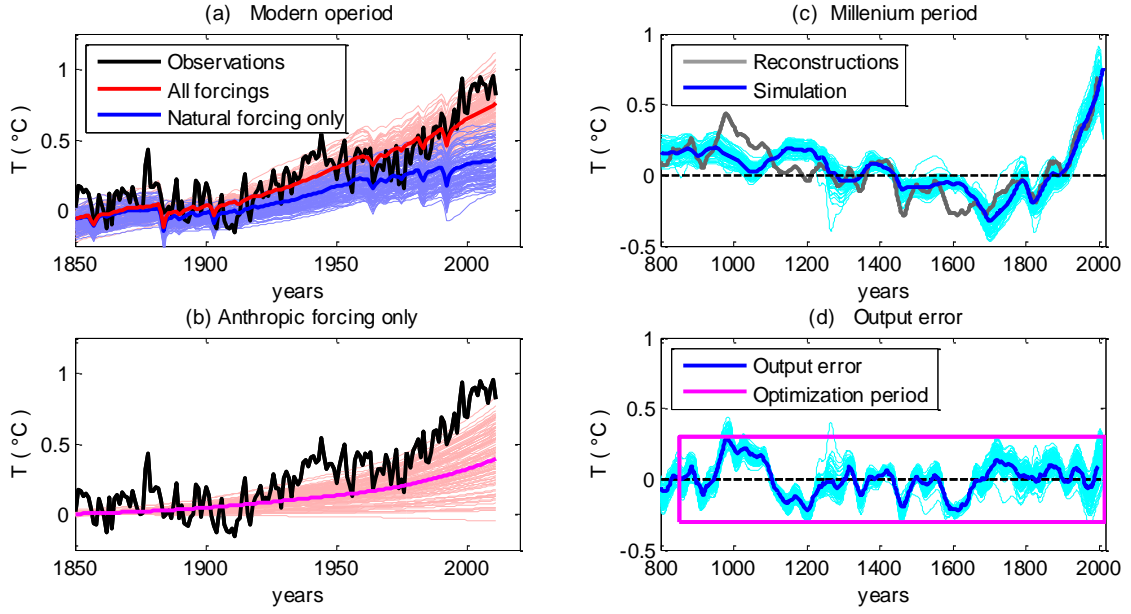 (a) Modern operiod
T ( °C )
1
0.5
0
Observations
All forcings
Natural forcing only
1850 1900 1950 2000
years
(c) Millenium period
T ( °C )
1
0.5
0
-0.5
Reconstructions
Simulation
800 1000 1200 1400 1600 1800 2000
years
(b) Anthropic forcing only
T ( °C )
1
0.5
0
1850 1900 1950 2000
years
(d) Output error
T ( °C )
1
0.5
0
-0.5
Output error
Optimization period
800 1000 1200 1400 1600 1800 2000
years